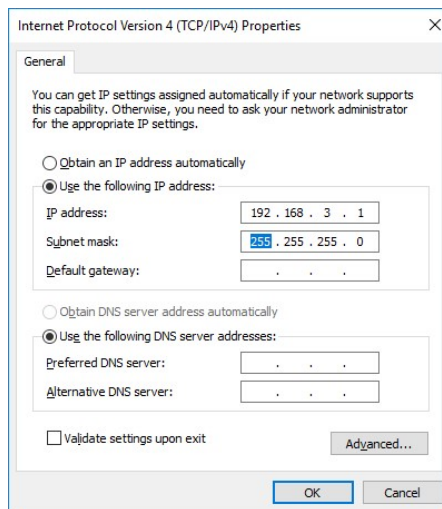 Internet Protocol Version 4 (TCP/IPv4) Properties
General
You can get IP settings assigned automatically if your network supports
this capability. Otherwise, you need to ask your network administrator
for the appropriate IP settings.
Obtain an IP address automatically
Use the following IP address:
IP address: 192 . 168 . 3 . 1
Subnet mask: 255 . 255 . 255 . 0
Default gateway: . . .
Obtain DNS server address automatically
Use the following DNS server addresses:
Preferred DNS server: . . .
Alternative DNS server: . . .
Validate settings upon exit
Advanced...
OK Cancel